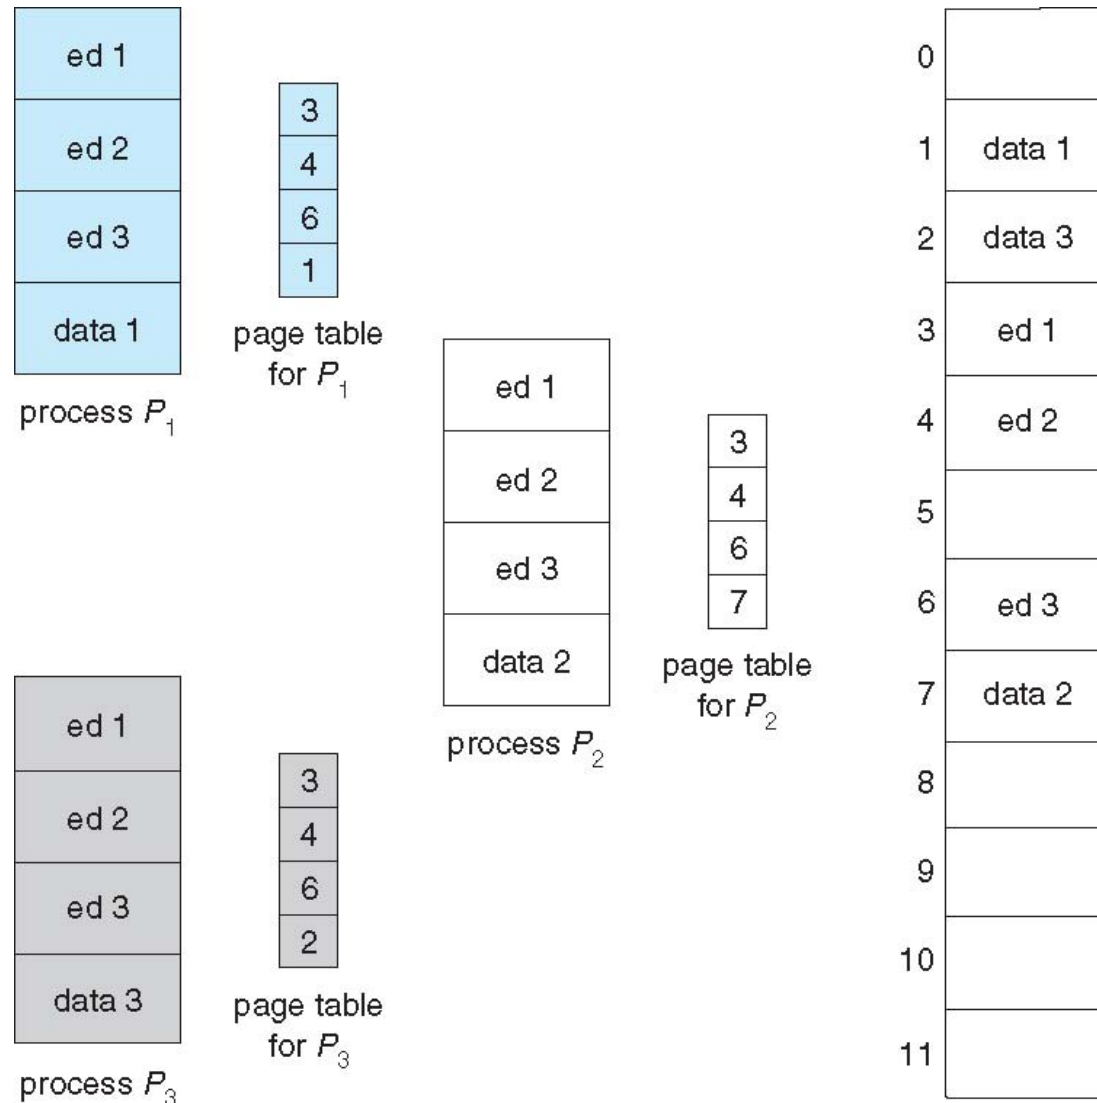 ed 1
ed 2
ed 3
data 1
process P1
3
4
6
1
page table
for P1
ed 1
ed 2
ed 3
data 2
process P2
3
4
6
7
page table
for P2
ed 1
ed 2
ed 3
data 3
process P3
3
4
6
2
page table
for P3
0
1 data 1
2 data 3
3 ed 1
4 ed 2
5
6 ed 3
7 data 2
8
9
10
11